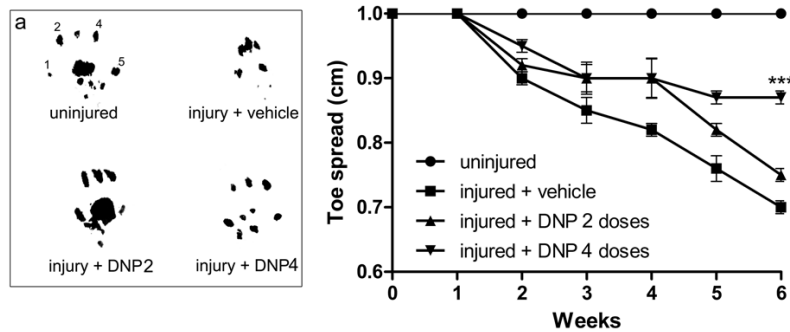 a
2 4
1 5
uninjured
injury + vehicle
injury + DNP2
injury + DNP4
Toe spread (cm)
1.0
0.9
0.8
0.7
0.6
***
uninjured
injured + vehicle
injured + DNP 2 doses
injured + DNP 4 doses
0 1 2 3 4 5 6
Weeks